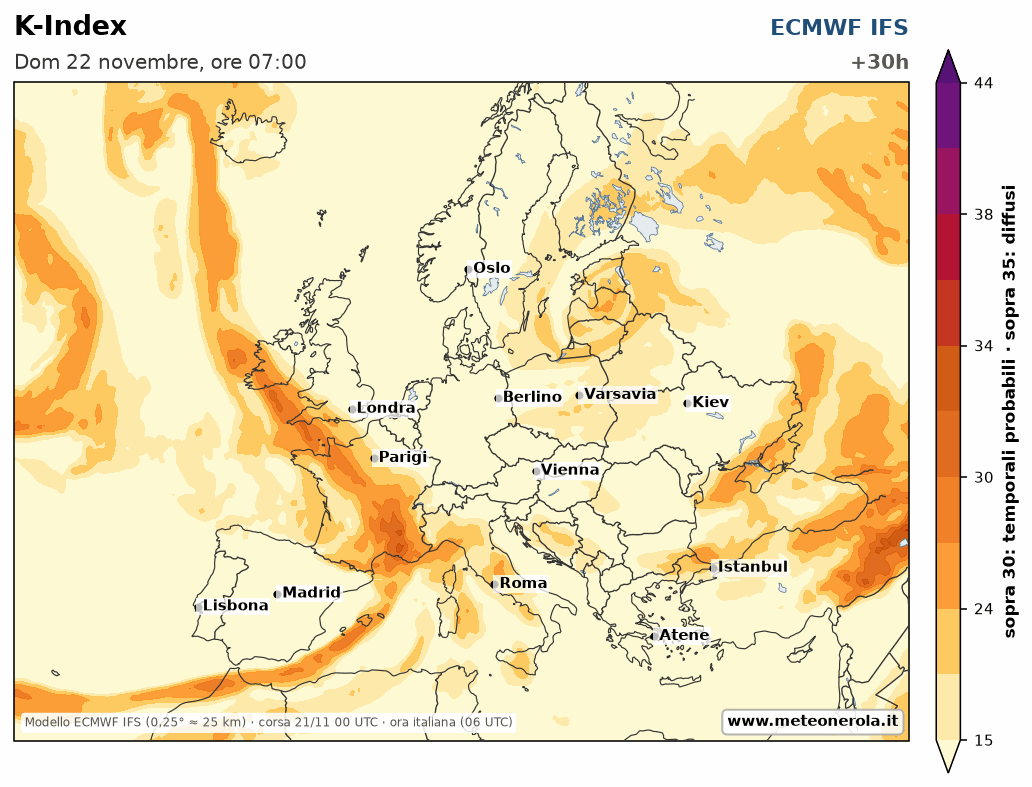 K-Index
ECMWF IFS
Dom 22 novembre, ore 07:00
+30h
Oslo
Berlino
Varsavia
Kiev
Londra
Parigi
Vienna
Istanbul
Roma
Madrid
Lisbona
Atene
Modello ECMWF IFS (0,25° ≈ 25 km) · corsa 21/11 00 UTC · ora italiana (06 UTC)
www.meteonerola.it
44
38
34
30
24
15
sopra 30: temporali probabili · sopra 35: diffusi